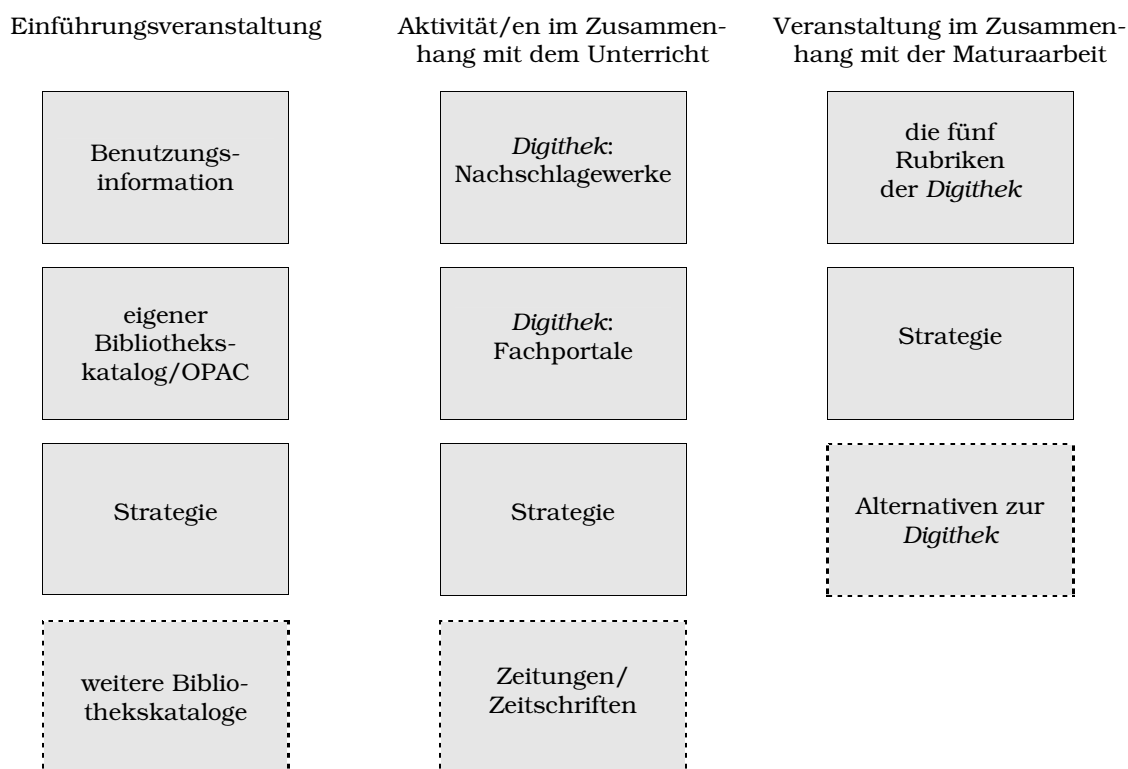 Einführungsveranstaltung
Aktivität/en im Zusammen-
hang mit dem Unterricht
Veranstaltung im Zusammen-
hang mit der Maturaarbeit
Benutzungs-
information
Digithek:
Nachschlagewerke
die fünf
Rubriken
der Digithek
eigener
Bibliotheks-
katalog/OPAC
Digithek:
Fachportale
Strategie
Strategie
Strategie
Alternativen zur
Digithek
weitere Biblio-
thekskataloge
Zeitungen/
Zeitschriften